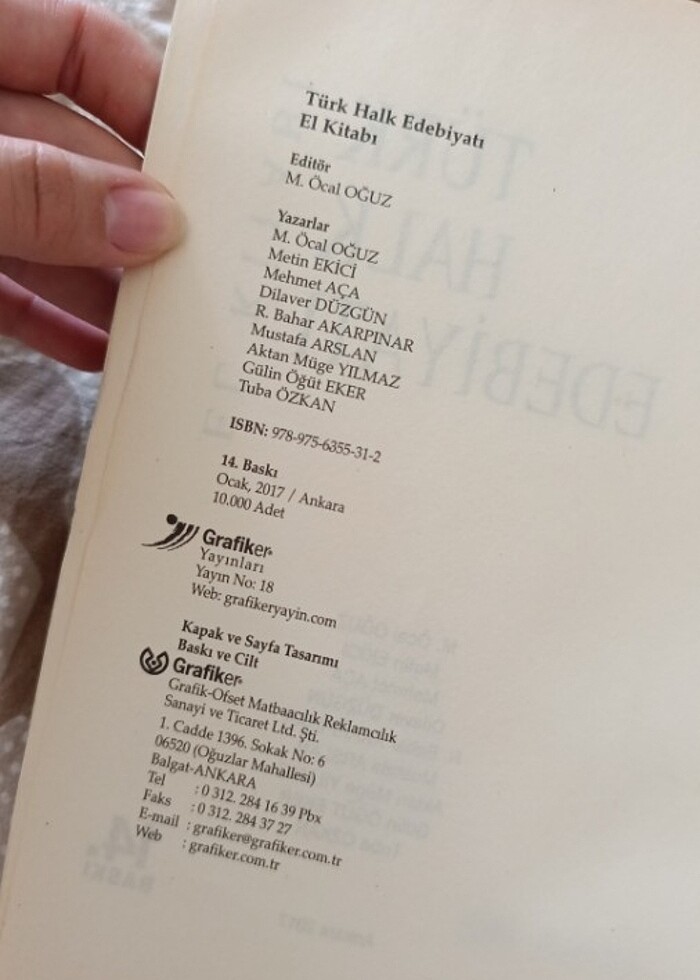 Türk Halk Edebiyatı
El Kitabı
Editör
M. Öcal OĞUZ
Yazarlar
M. Öcal OĞUZ
Metin EKİCİ
Mehmet AÇA
Dilaver DÜZGÜN
R. Bahar AKARPINAR
Mustafa ARSLAN
Aktan Müge YILMAZ
Gülin Öğüt EKER
Tuba ÖZKAN
ISBN: 978-975-6355-31-2
14. Baskı
Ocak, 2017 / Ankara
10.000 Adet
Grafiker
Yayınları
Yayın No: 18
Web: grafikeryayin.com
Kapak ve Sayfa Tasarımı
Baskı ve Cilt
Grafiker
Grafik-Ofset Matbaacılık Reklamcılık
Sanayi ve Ticaret Ltd. Şti.
1. Cadde 1396. Sokak No: 6
06520 (Oğuzlar Mahallesi)
Balgat-ANKARA
Tel : 0 312. 284 16 39 Pbx
Faks : 0 312. 284 37 27
E-mail : grafiker@grafiker.com.tr
Web : grafiker.com.tr